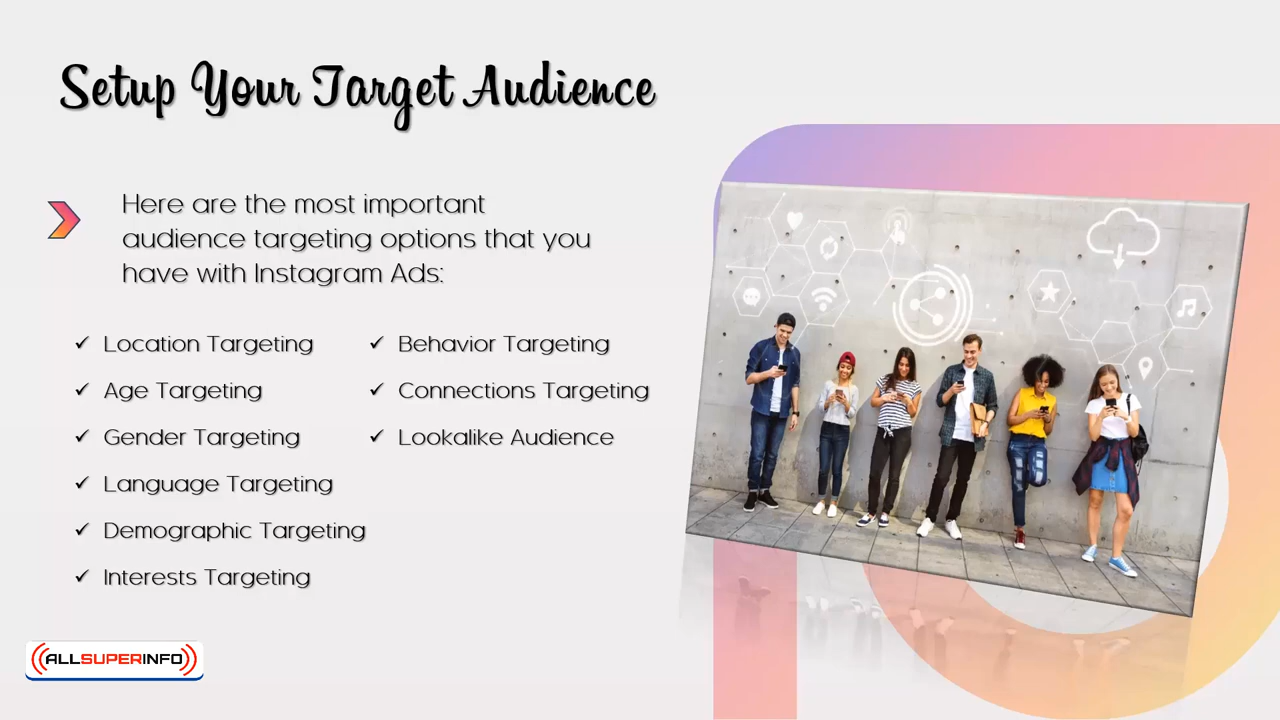 Setup Your Target Audience
Here are the most important
audience targeting options that you
have with Instagram Ads:
✓ Location Targeting
✓ Age Targeting
✓ Gender Targeting
✓ Language Targeting
✓ Demographic Targeting
✓ Interests Targeting
✓ Behavior Targeting
✓ Connections Targeting
✓ Lookalike Audience
ALLSUPERINFO